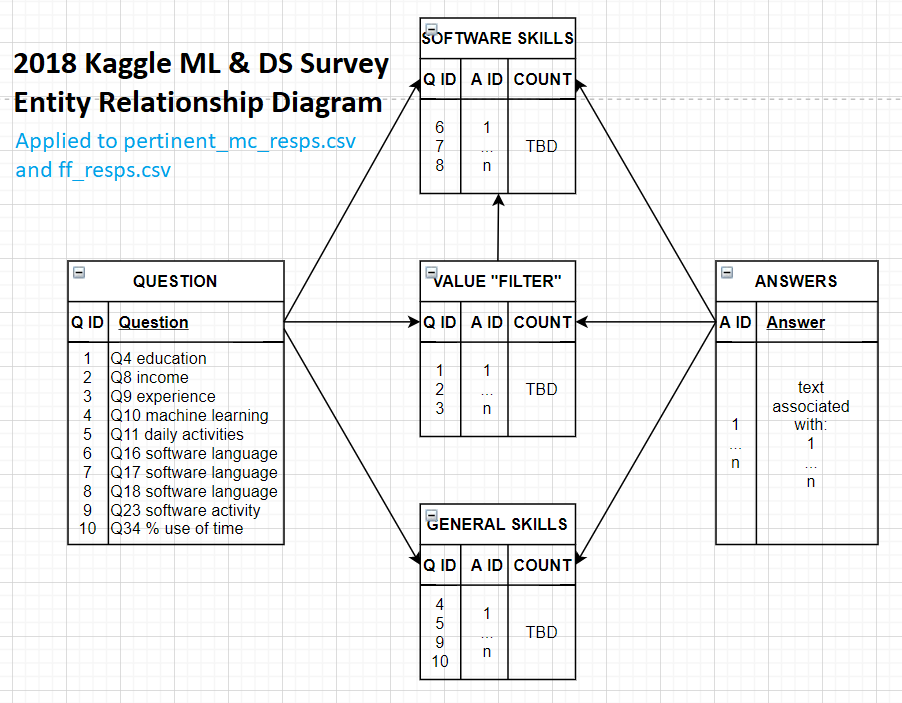 2018 Kaggle ML & DS Survey
Entity Relationship Diagram
Applied to pertinent_mc_resps.csv
and ff_resps.csv
SOFTWARE SKILLS
Q ID A ID COUNT
6
7
8
1
...
n
TBD
QUESTION
Q ID Question
1 Q4 education
2 Q8 income
3 Q9 experience
4 Q10 machine learning
5 Q11 daily activities
6 Q16 software language
7 Q17 software language
8 Q18 software language
9 Q23 software activity
10 Q34 % use of time
VALUE "FILTER"
Q ID A ID COUNT
1
2
3
1
...
n
TBD
ANSWERS
A ID Answer
1
...
n
text
associated
with:
1
...
n
GENERAL SKILLS
Q ID A ID COUNT
4
5
9
10
1
...
n
TBD